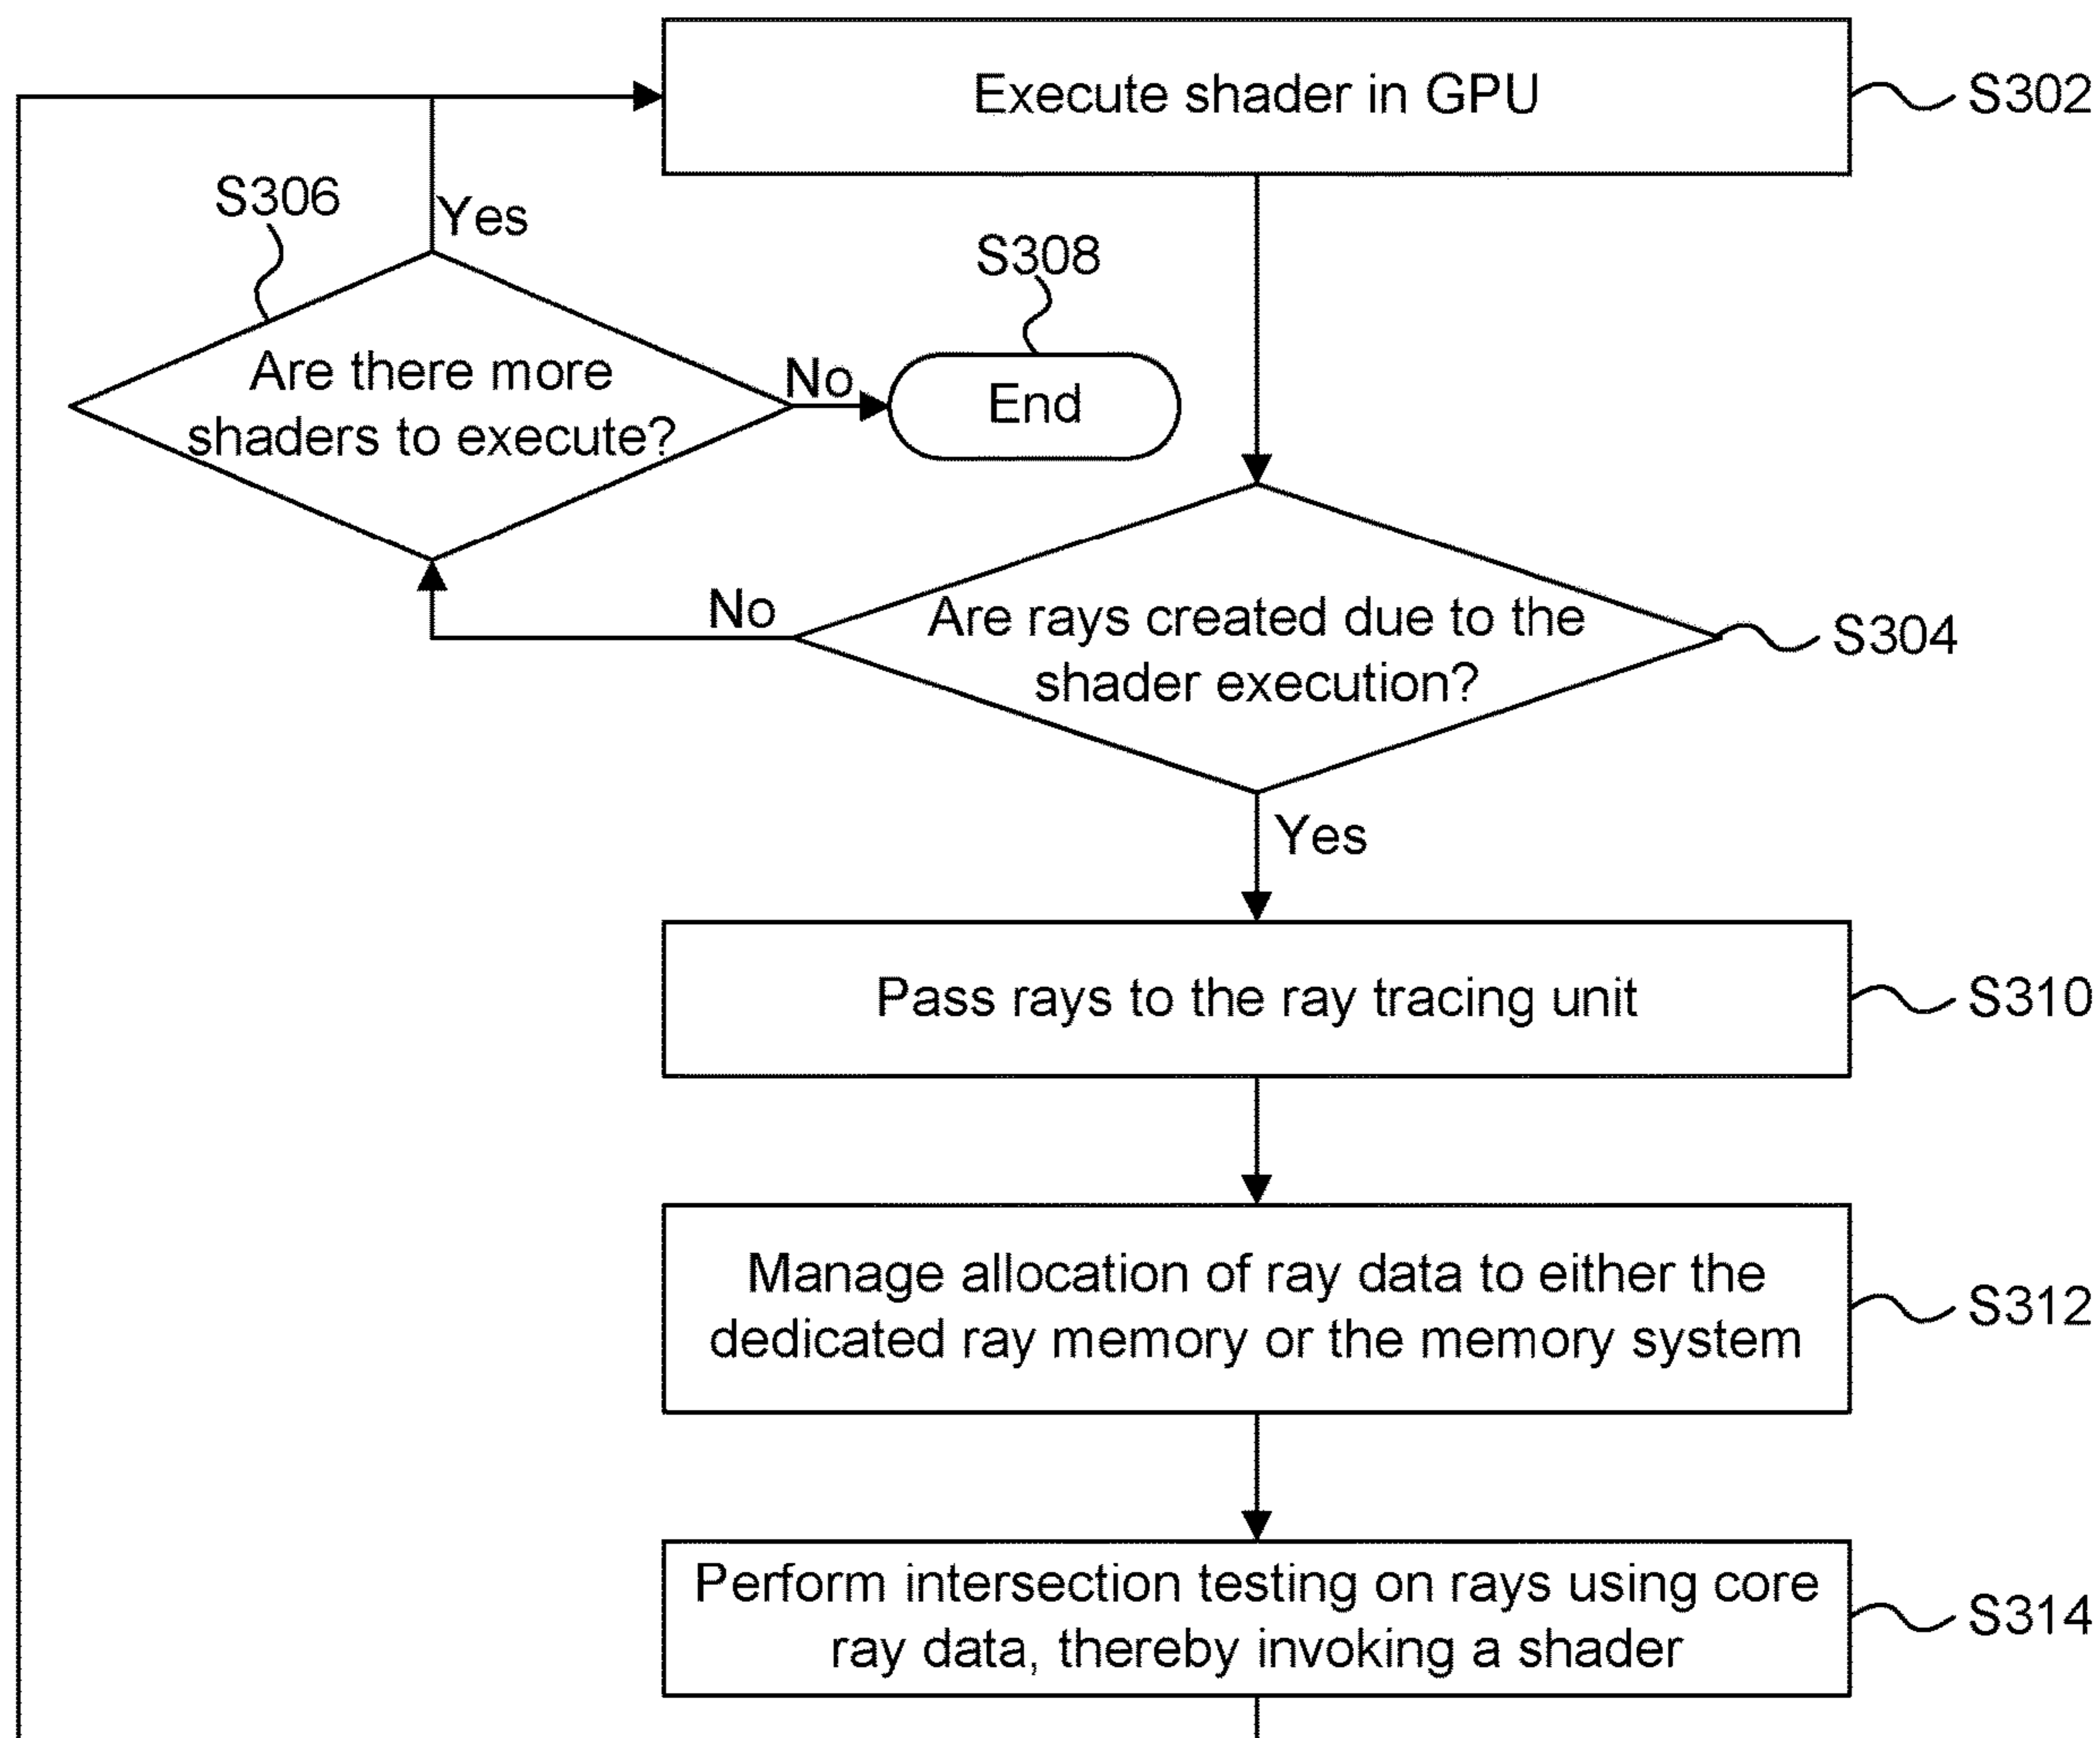 Execute shader in GPU
S302
S306
Yes
S308
Are there more
shaders to execute?
No
End
No
Are rays created due to the
shader execution?
S304
Yes
Pass rays to the ray tracing unit
S310
Manage allocation of ray data to either the
dedicated ray memory or the memory system
S312
Perform intersection testing on rays using core
ray data, thereby invoking a shader
S314